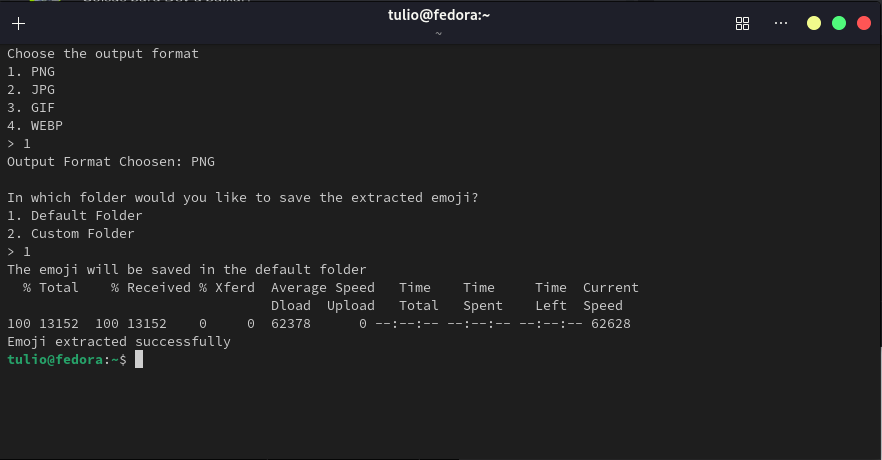 tulio@fedora:~
~
Choose the output format
1. PNG
2. JPG
3. GIF
4. WEBP
> 1
Output Format Choosen: PNG
In which folder would you like to save the extracted emoji?
1. Default Folder
2. Custom Folder
> 1
The emoji will be saved in the default folder
  % Total    % Received % Xferd  Average Speed   Time    Time     Time  Current
                                 Dload  Upload   Total   Spent    Left  Speed
100 13152  100 13152    0     0  62378      0 --:--:-- --:--:-- --:--:-- 62628
Emoji extracted successfully
tulio@fedora:~$